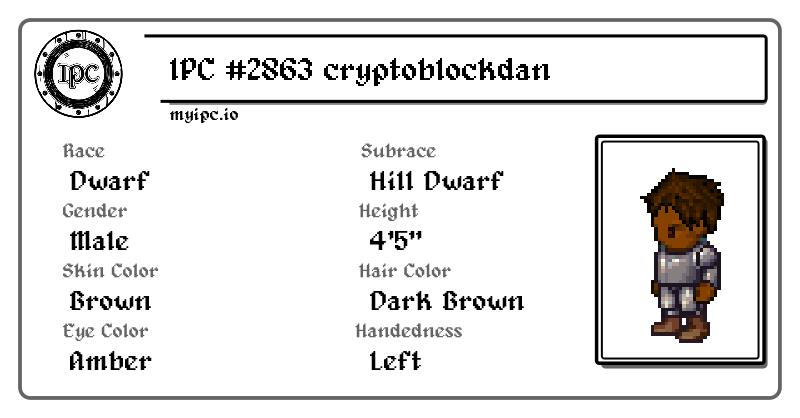 IPC
IPC #2863 cryptoblockdan
myipc.io
Race
Dwarf
Subrace
Hill Dwarf
Gender
Male
Height
4'5"
Skin Color
Brown
Hair Color
Dark Brown
Eye Color
Amber
Handedness
Left